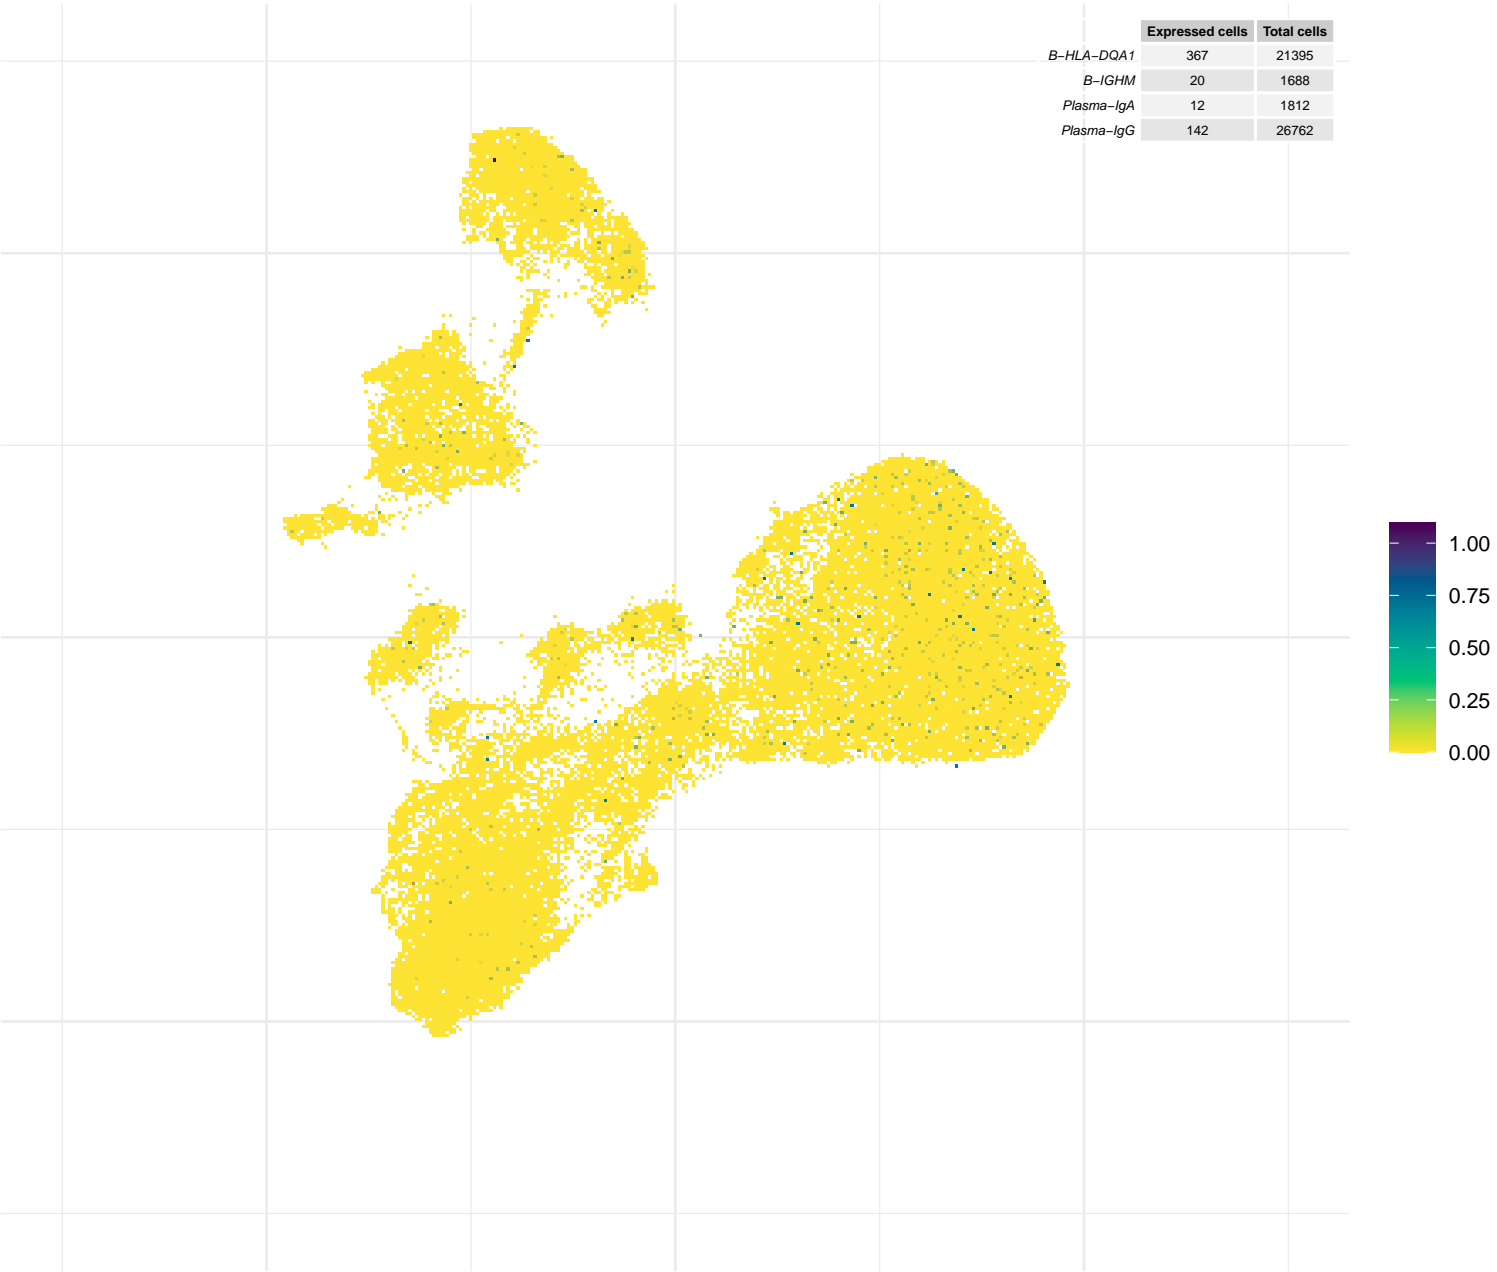 Expressed cells Total cells
B−HLA−DQA1 367 21395
B−IGHM 20 1688
Plasma−IgA 12 1812
Plasma−IgG 142 26762
1.00
0.75
0.50
0.25
0.00